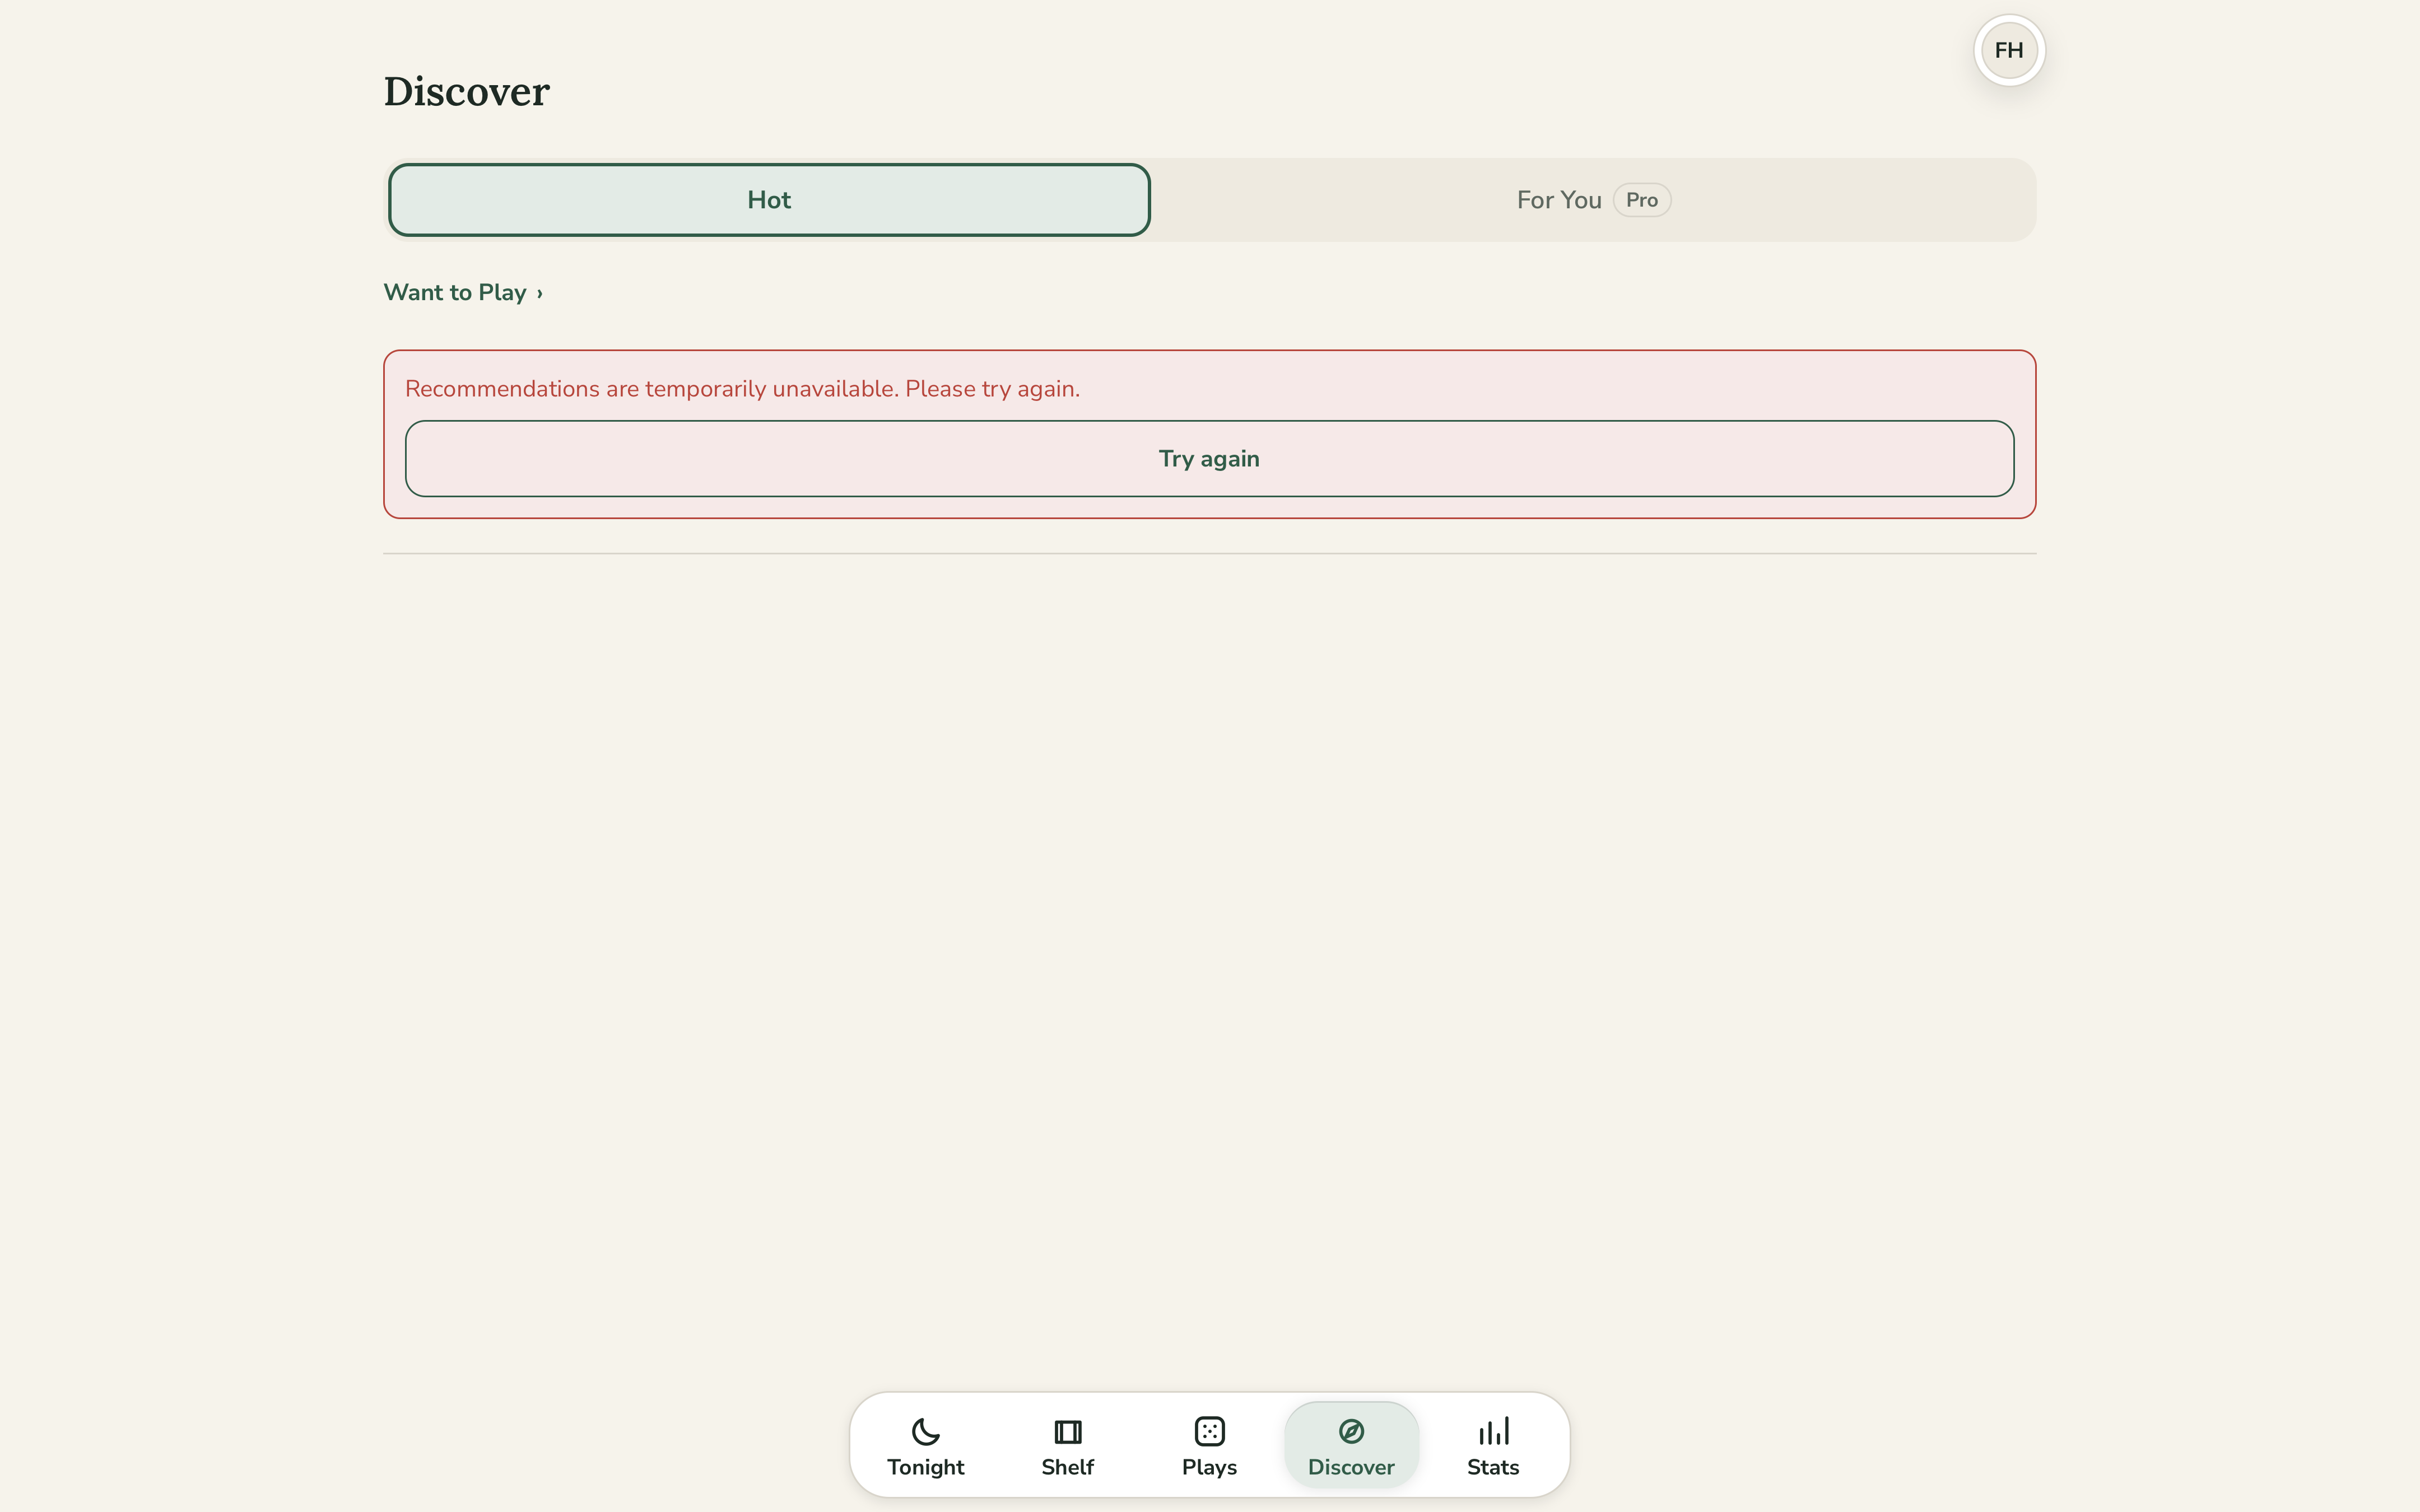 FH
Discover
Hot
For You Pro
Want to Play ›
Recommendations are temporarily unavailable. Please try again.
Try again
Tonight
Shelf
Plays
Discover
Stats